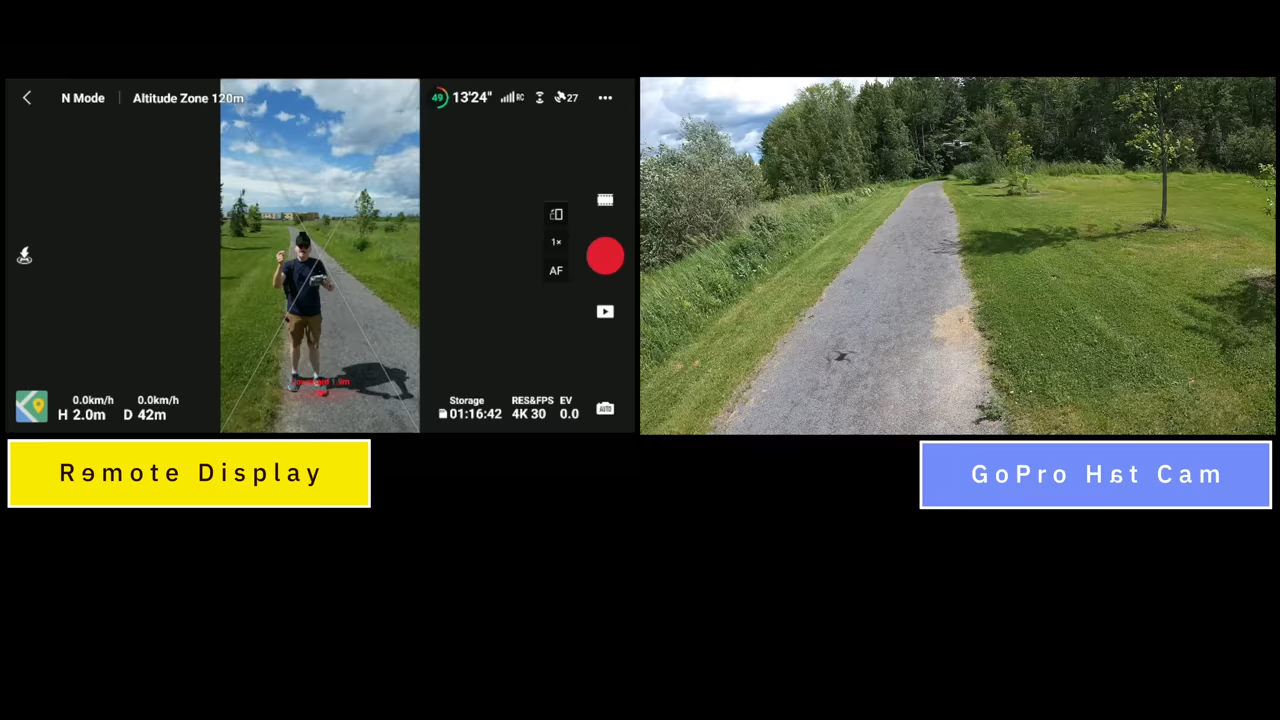 N Mode | Altitude Zone 120m
49 13'24" RC 27
1×
AF
0.0km/h 0.0km/h
H 2.0m D 42m
Storage RES&FPS EV
01:16:42 4K 30 0.0
AUTO
Rɘmote Display
GoPro Hɐt Cam